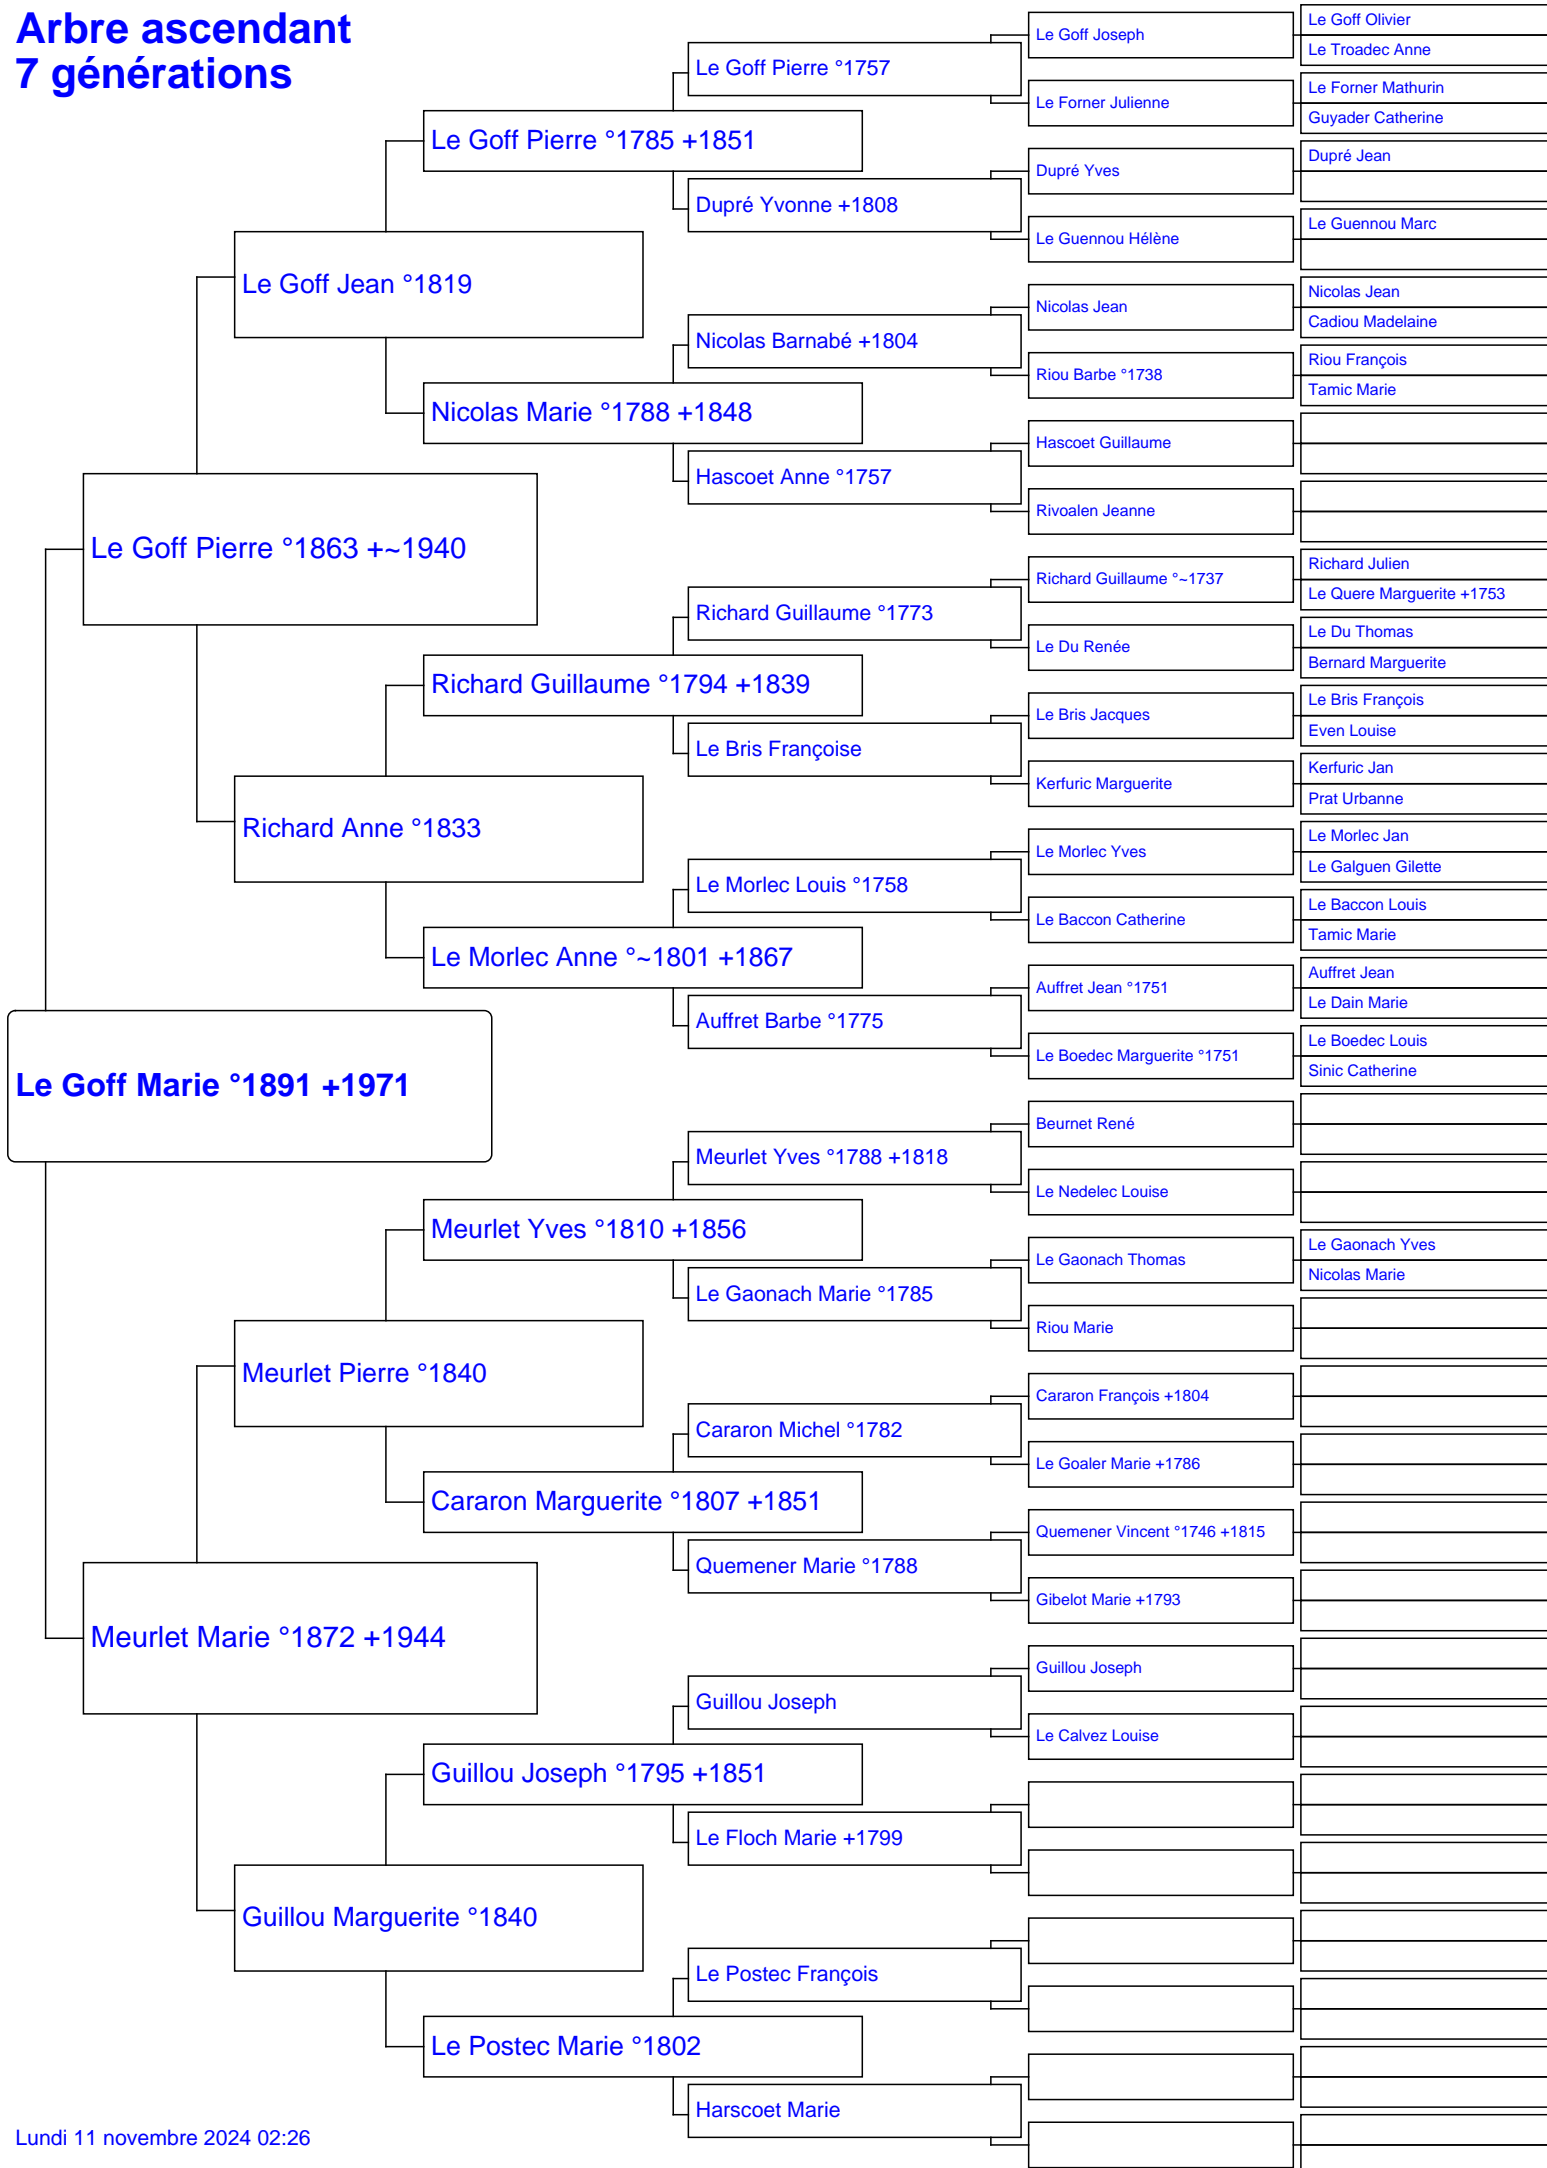 Arbre ascendant
7 générations
Le Goff Marie °1891 +1971
Le Goff Pierre °1863 +~1940
Meurlet Marie °1872 +1944
Le Goff Jean °1819
Richard Anne °1833
Meurlet Pierre °1840
Guillou Marguerite °1840
Le Goff Pierre °1785 +1851
Nicolas Marie °1788 +1848
Richard Guillaume °1794 +1839
Le Morlec Anne °~1801 +1867
Meurlet Yves °1810 +1856
Cararon Marguerite °1807 +1851
Guillou Joseph °1795 +1851
Le Postec Marie °1802
Le Goff Pierre °1757
Dupré Yvonne +1808
Nicolas Barnabé +1804
Hascoet Anne °1757
Richard Guillaume °1773
Le Bris Françoise
Le Morlec Louis °1758
Auffret Barbe °1775
Meurlet Yves °1788 +1818
Le Gaonach Marie °1785
Cararon Michel °1782
Quemener Marie °1788
Guillou Joseph
Le Floch Marie +1799
Le Postec François
Harscoet Marie
Le Goff Joseph
Le Forner Julienne
Dupré Yves
Le Guennou Hélène
Nicolas Jean
Riou Barbe °1738
Hascoet Guillaume
Rivoalen Jeanne
Richard Guillaume °~1737
Le Du Renée
Le Bris Jacques
Kerfuric Marguerite
Le Morlec Yves
Le Baccon Catherine
Auffret Jean °1751
Le Boedec Marguerite °1751
Beurnet René
Le Nedelec Louise
Le Gaonach Thomas
Riou Marie
Cararon François +1804
Le Goaler Marie +1786
Quemener Vincent °1746 +1815
Gibelot Marie +1793
Guillou Joseph
Le Calvez Louise
Le Goff Olivier
Le Troadec Anne
Le Forner Mathurin
Guyader Catherine
Dupré Jean
Le Guennou Marc
Nicolas Jean
Cadiou Madelaine
Riou François
Tamic Marie
Richard Julien
Le Quere Marguerite +1753
Le Du Thomas
Bernard Marguerite
Le Bris François
Even Louise
Kerfuric Jan
Prat Urbanne
Le Morlec Jan
Le Galguen Gilette
Le Baccon Louis
Tamic Marie
Auffret Jean
Le Dain Marie
Le Boedec Louis
Sinic Catherine
Le Gaonach Yves
Nicolas Marie
Lundi 11 novembre 2024 02:26